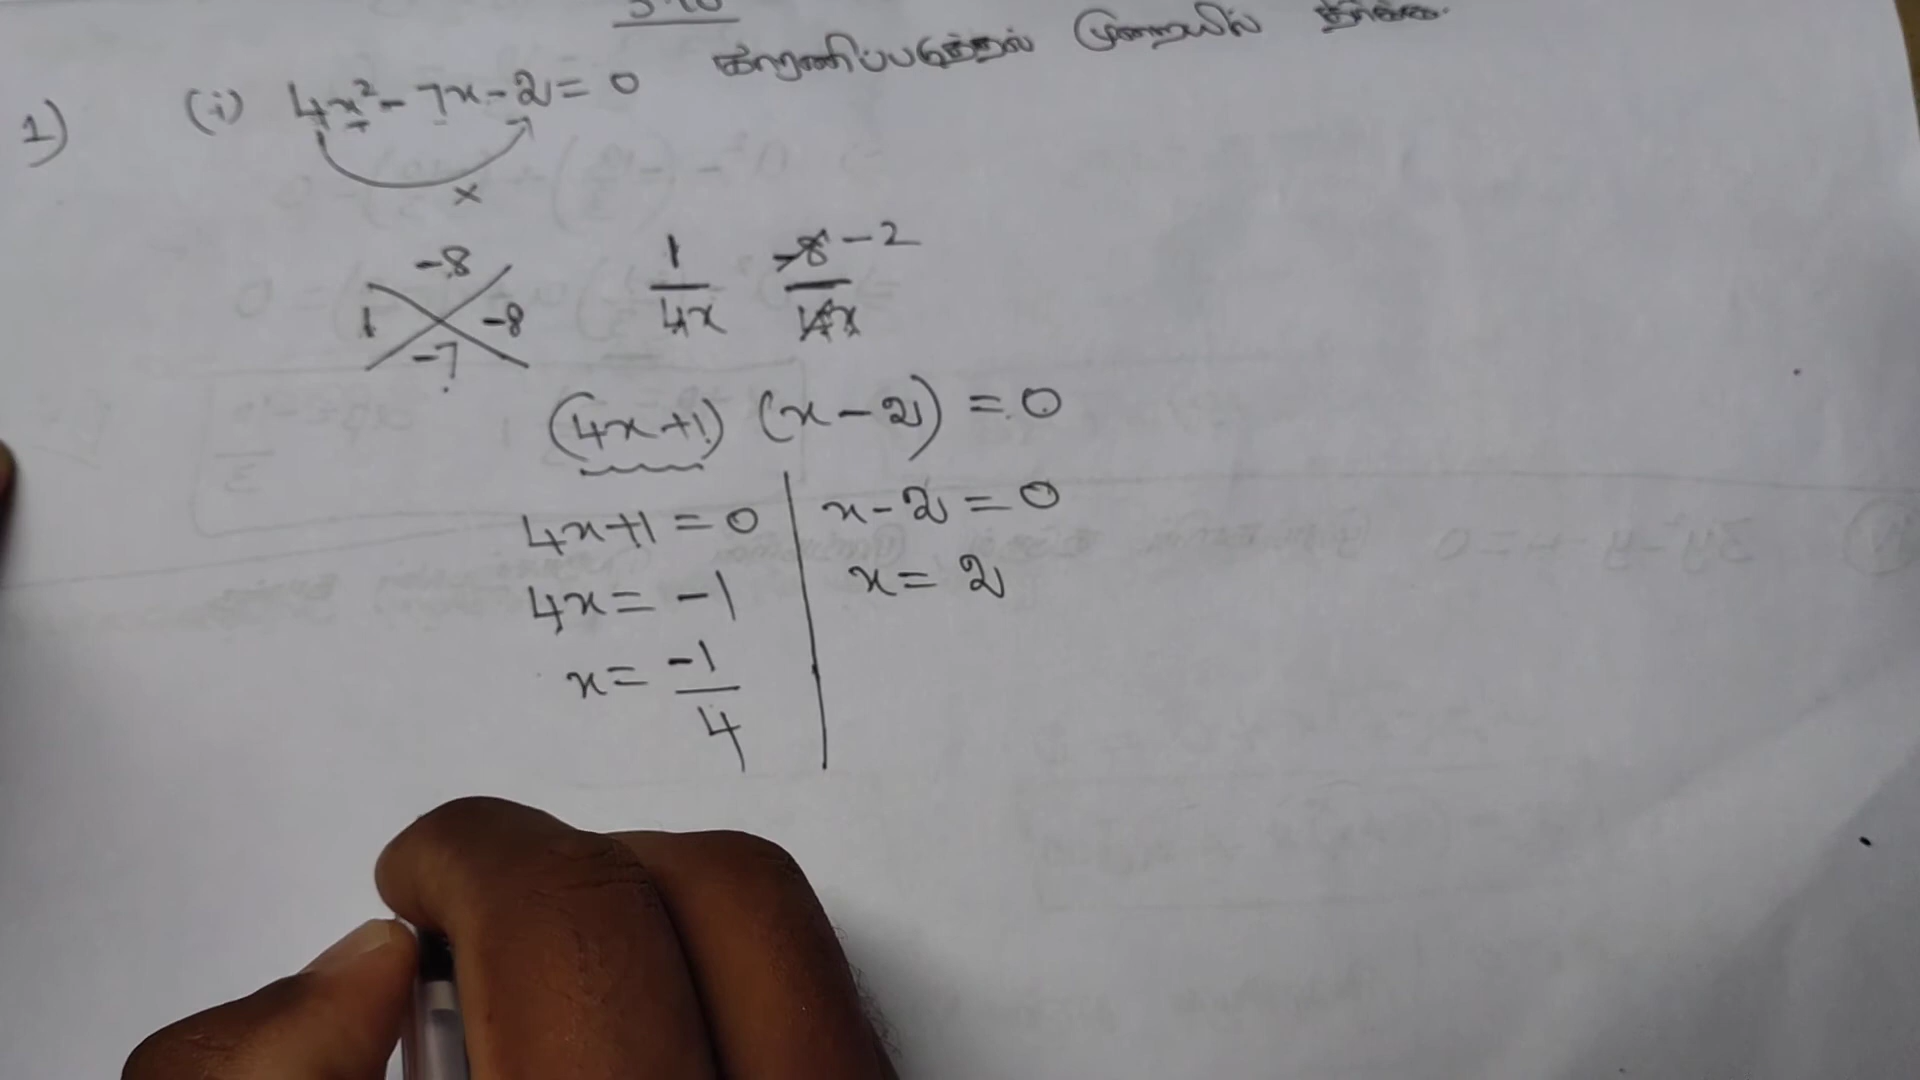 1) (i) 4x² - 7x - 2 = 0 காரணிப்படுத்தல் முறையில் தீர்க்க.
×
-8
1 -8
-7
1/4x -8/4x -2
(4x+1) (x-2) = 0
4x+1 = 0 | x-2 = 0
4x = -1 | x = 2
x = -1/4